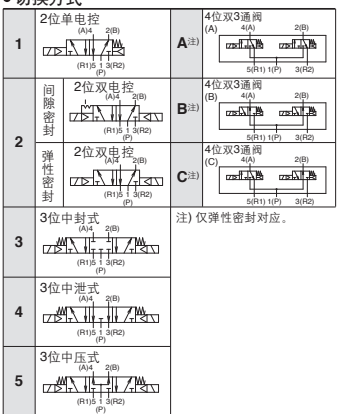 切换方式
1
2位单电控
(A)4 2(B)
(R1)5 1 3(R2)
(P)
2
间隙密封
2位双电控
(A)4 2(B)
(R1)5 1 3(R2)
(P)
弹性密封
2位双电控
(A)4 2(B)
(R1)5 1 3(R2)
(P)
3
3位中封式
(A)4 2(B)
(R1)5 1 3(R2)
(P)
4
3位中泄式
(A)4 2(B)
(R1)5 1 3(R2)
(P)
5
3位中压式
(A)4 2(B)
(R1)5 1 3(R2)
(P)
A注)
4位双3通阀
(A) 4(A) 2(B)
5(R1) 1(P) 3(R2)
B注)
4位双3通阀
(B) 4(A) 2(B)
5(R1) 1(P) 3(R2)
C注)
4位双3通阀
(C) 4(A) 2(B)
5(R1) 1(P) 3(R2)
注) 仅弹性密封对应。